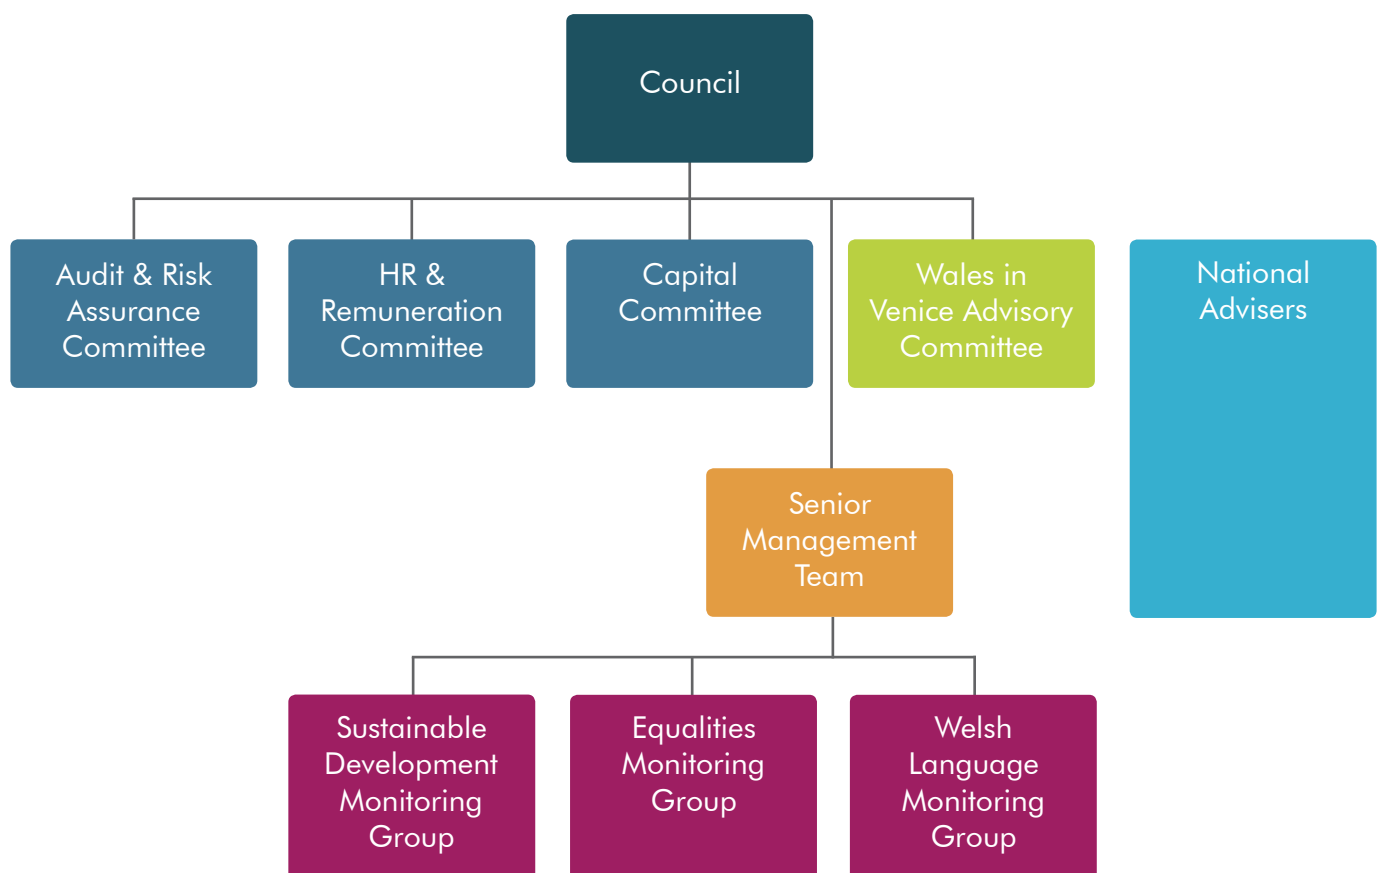 Council
Audit & Risk
Assurance
Committee
HR &
Remuneration
Committee
Capital
Committee
Wales in
Venice Advisory
Committee
National
Advisers
Senior
Management
Team
Sustainable
Development
Monitoring
Group
Equalities
Monitoring
Group
Welsh
Language
Monitoring
Group